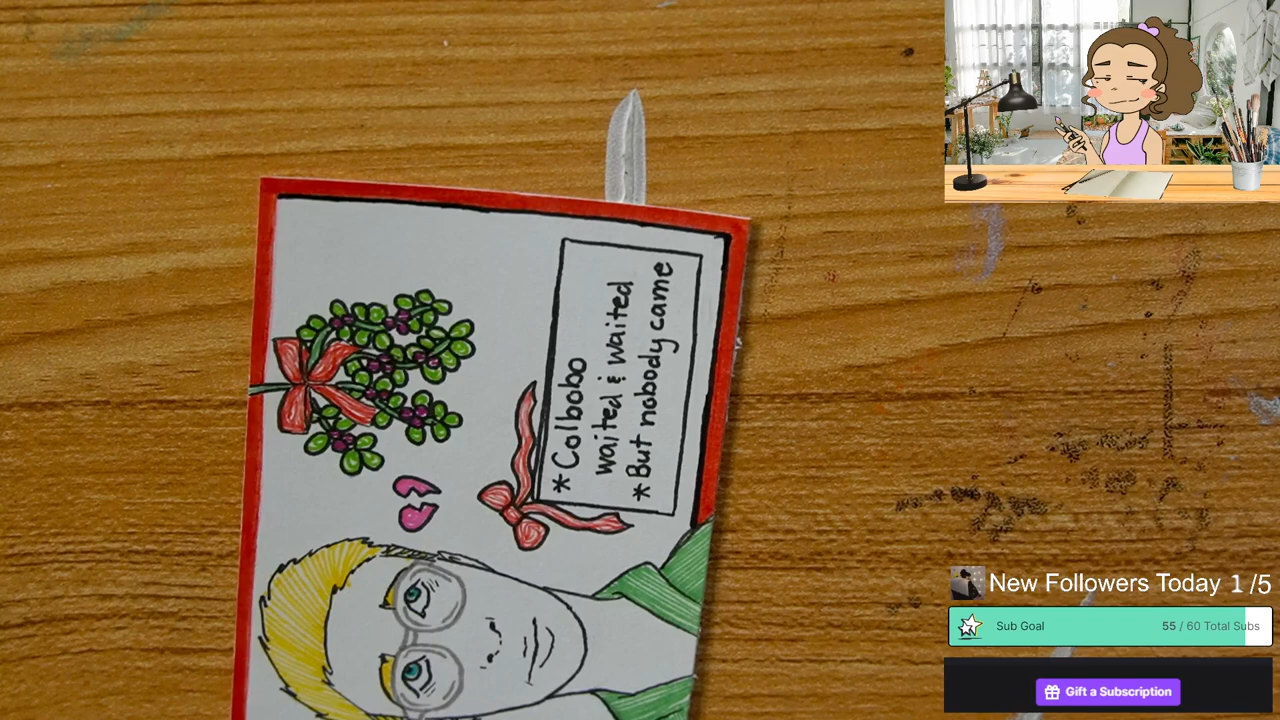 * Colbobo
waited & waited
* But nobody came
New Followers Today 1 /5
Sub Goal
55 / 60 Total Subs
Gift a Subscription